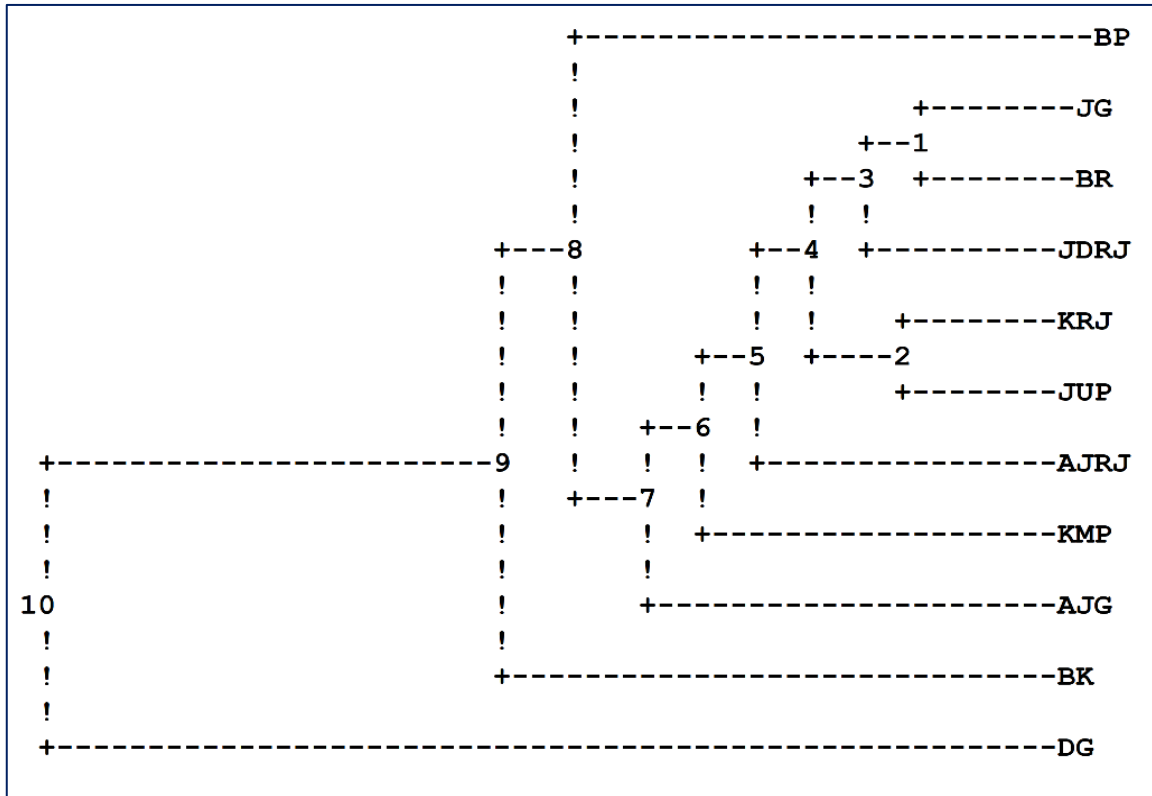 +----------------------------BP
!
! +--------JG
! +--1
! +--3 +--------BR
! ! !
+---8 +--4 +----------JDRJ
! ! ! !
! ! ! ! +--------KRJ
! ! +--5 +----2
! ! ! ! +--------JUP
! ! +--6 !
+------------------------9 ! ! ! +----------------AJRJ
! ! +---7 !
! ! ! +-------------------KMP
! ! !
10 ! +----------------------AJG
! !
! +------------------------------BK
!
+-------------------------------------------------------DG